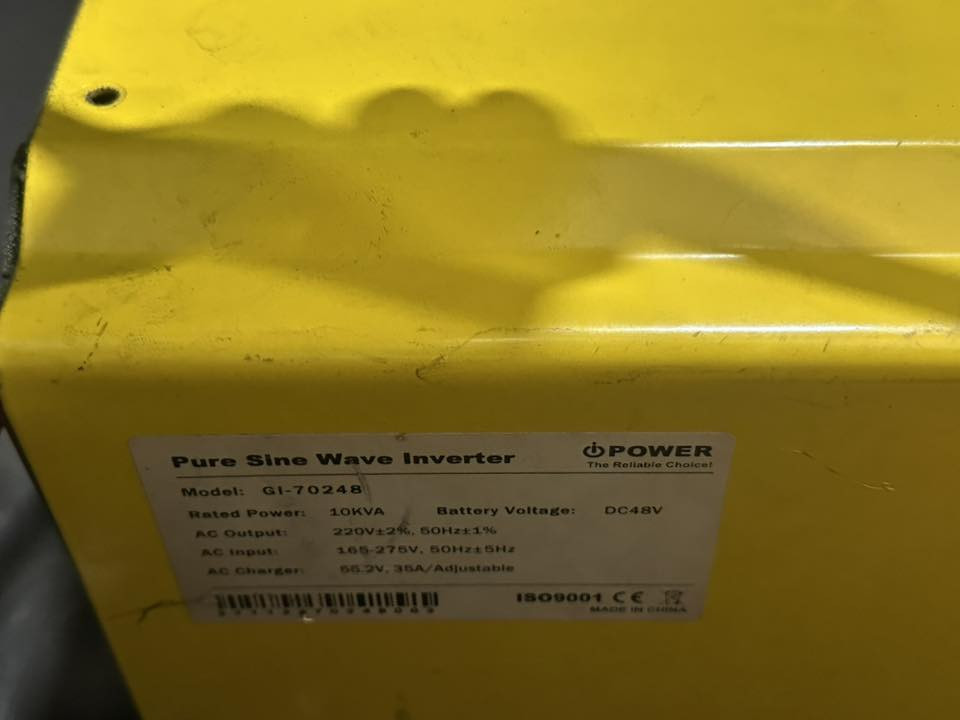 Pure Sine Wave Inverter
iPOWER
The Reliable Choice!
Model: GI-70248
Rated Power: 10KVA Battery Voltage: DC48V
AC Output: 220V±2%, 50Hz±1%
AC Input: 165-275V, 50Hz±5Hz
AC Charger: 55.2V, 35A/Adjustable
ISO9001 CE
MADE IN CHINA